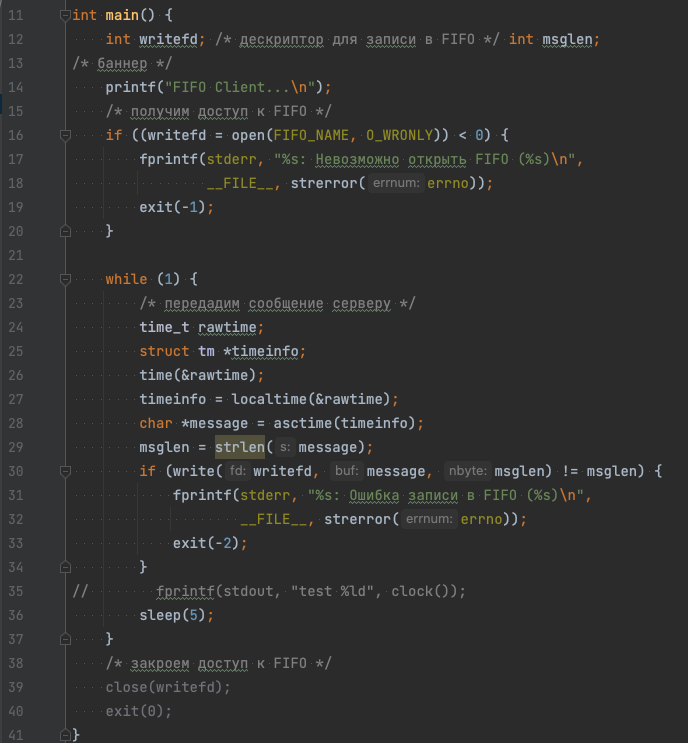 11 int main() {
12 int writefd; /* дескриптор для записи в FIFO */ int msglen;
13 /* баннер */
14 printf("FIFO Client...\n");
15 /* получим доступ к FIFO */
16 if ((writefd = open(FIFO_NAME, O_WRONLY)) < 0) {
17 fprintf(stderr, "%s: Невозможно открыть FIFO (%s)\n",
18 __FILE__, strerror( errnum: errno));
19 exit(-1);
20 }
21
22 while (1) {
23 /* передадим сообщение серверу */
24 time_t rawtime;
25 struct tm *timeinfo;
26 time(&rawtime);
27 timeinfo = localtime(&rawtime);
28 char *message = asctime(timeinfo);
29 msglen = strlen( s: message);
30 if (write( fd: writefd, buf: message, nbyte: msglen) != msglen) {
31 fprintf(stderr, "%s: Ошибка записи в FIFO (%s)\n",
32 __FILE__, strerror( errnum: errno));
33 exit(-2);
34 }
35 // fprintf(stdout, "test %ld", clock());
36 sleep(5);
37 }
38 /* закроем доступ к FIFO */
39 close(writefd);
40 exit(0);
41 }